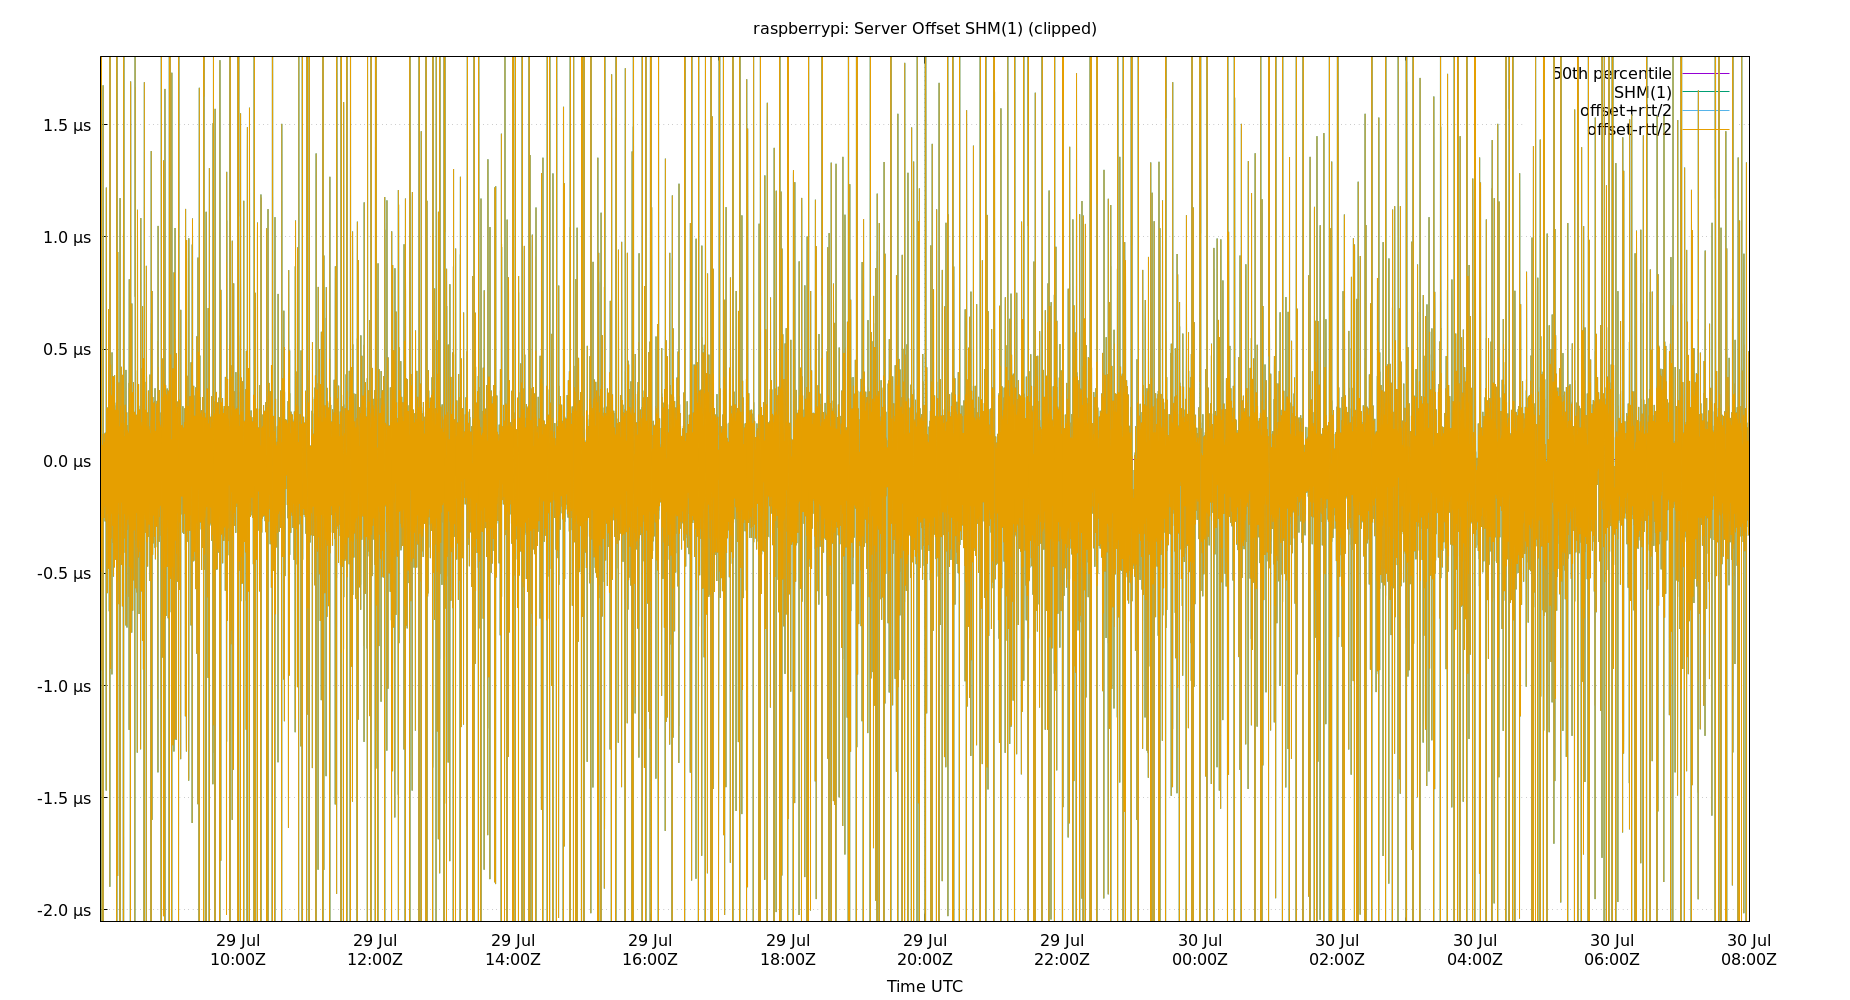 raspberrypi: Server Offset SHM(1) (clipped)
50th percentile
SHM(1)
offset+rtt/2
offset-rtt/2
1.5 µs
1.0 µs
0.5 µs
0.0 µs
-0.5 µs
-1.0 µs
-1.5 µs
-2.0 µs
29 Jul 29 Jul 29 Jul 29 Jul 29 Jul 29 Jul 29 Jul 30 Jul 30 Jul 30 Jul 30 Jul 30 Jul
10:00Z 12:00Z 14:00Z 16:00Z 18:00Z 20:00Z 22:00Z 00:00Z 02:00Z 04:00Z 06:00Z 08:00Z
Time UTC